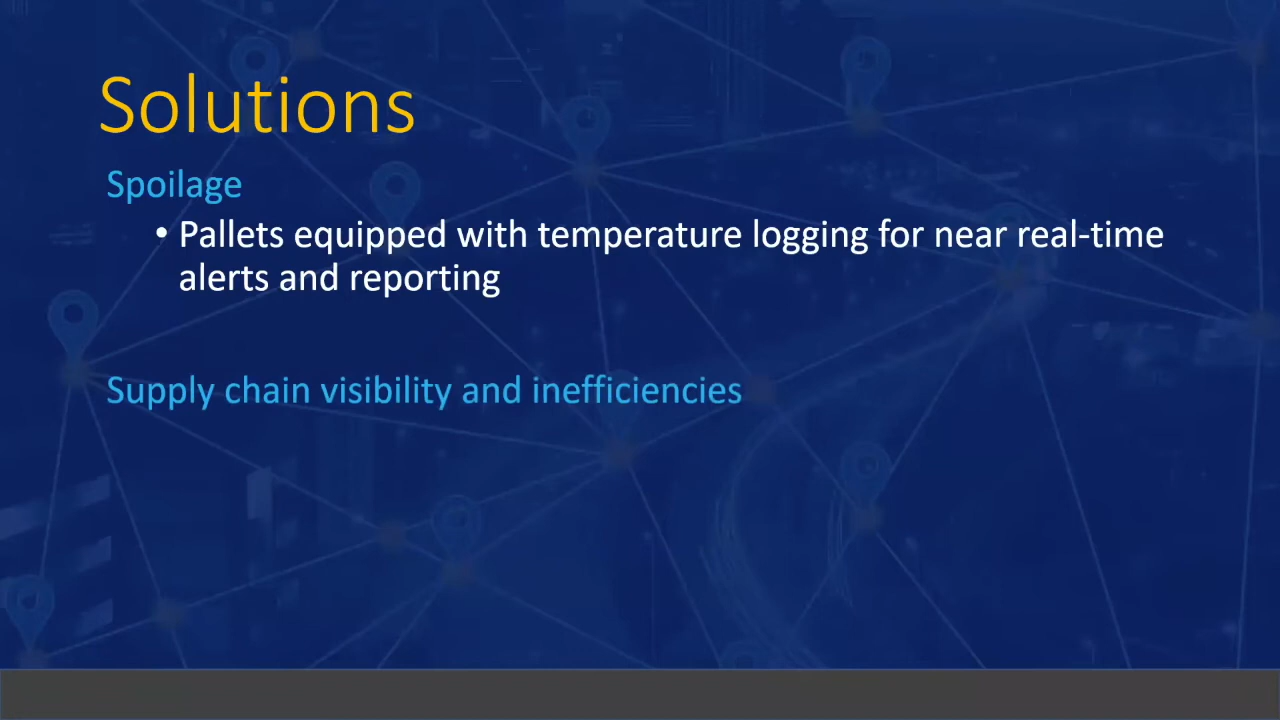 Solutions
Spoilage
• Pallets equipped with temperature logging for near real-time
alerts and reporting
Supply chain visibility and inefficiencies